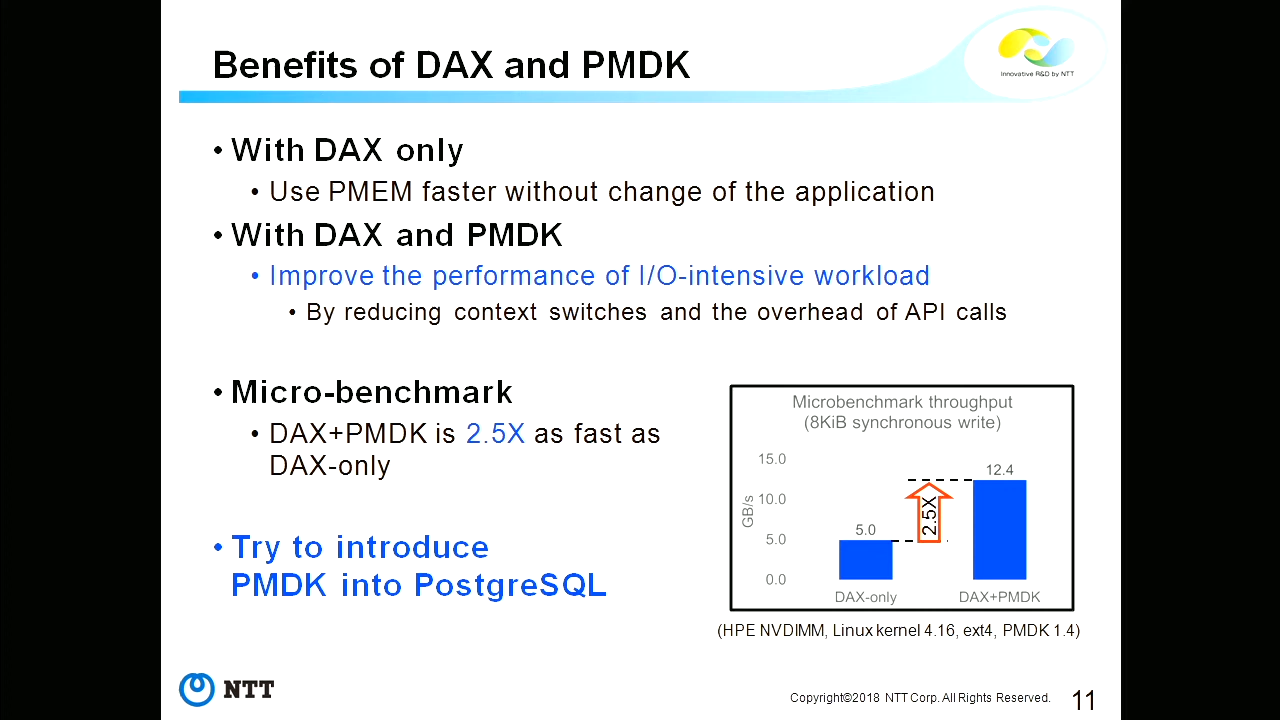 Benefits of DAX and PMDK
Innovative R&D by NTT
• With DAX only
• Use PMEM faster without change of the application
• With DAX and PMDK
• Improve the performance of I/O-intensive workload
• By reducing context switches and the overhead of API calls
• Micro-benchmark
• DAX+PMDK is 2.5X as fast as
DAX-only
• Try to introduce
PMDK into PostgreSQL
Microbenchmark throughput
(8KiB synchronous write)
GB/s
15.0
10.0
5.0
0.0
5.0
2.5X
12.4
DAX-only
DAX+PMDK
(HPE NVDIMM, Linux kernel 4.16, ext4, PMDK 1.4)
NTT
Copyright©2018 NTT Corp. All Rights Reserved.
11